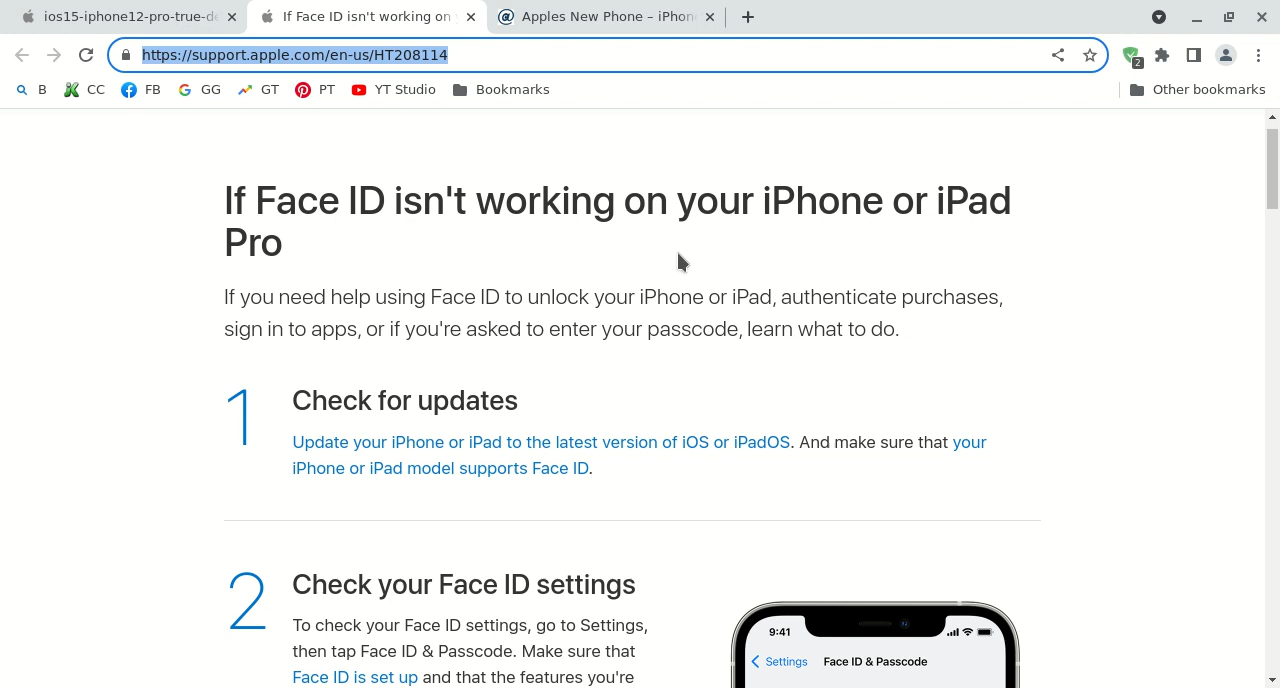 ios15-iphone12-pro-true-de
If Face ID isn't working on
Apples New Phone – iPhon
https://support.apple.com/en-us/HT208114
2
B
CC
FB
GG
GT
PT
YT Studio
Bookmarks
Other bookmarks
If Face ID isn't working on your iPhone or iPad
Pro
If you need help using Face ID to unlock your iPhone or iPad, authenticate purchases,
sign in to apps, or if you're asked to enter your passcode, learn what to do.
1
Check for updates
Update your iPhone or iPad to the latest version of iOS or iPadOS. And make sure that your
iPhone or iPad model supports Face ID.
2
Check your Face ID settings
To check your Face ID settings, go to Settings,
then tap Face ID & Passcode. Make sure that
Face ID is set up and that the features you're
9:41
Settings
Face ID & Passcode